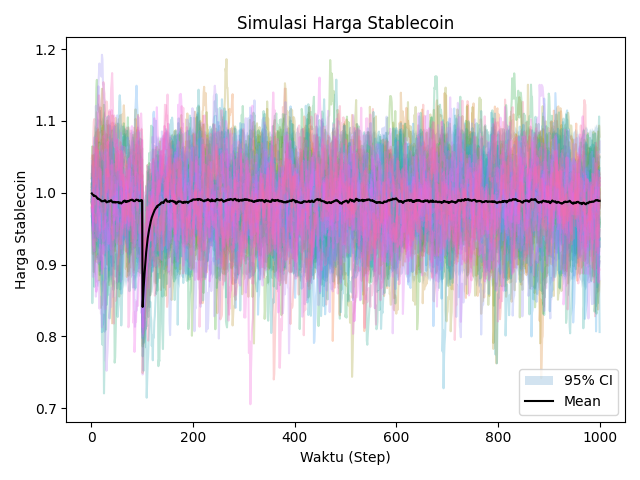 Simulasi Harga Stablecoin
1.2
1.1
1.0
0.9
0.8
0.7
Harga Stablecoin
0
200
400
600
800
1000
Waktu (Step)
95% CI
Mean